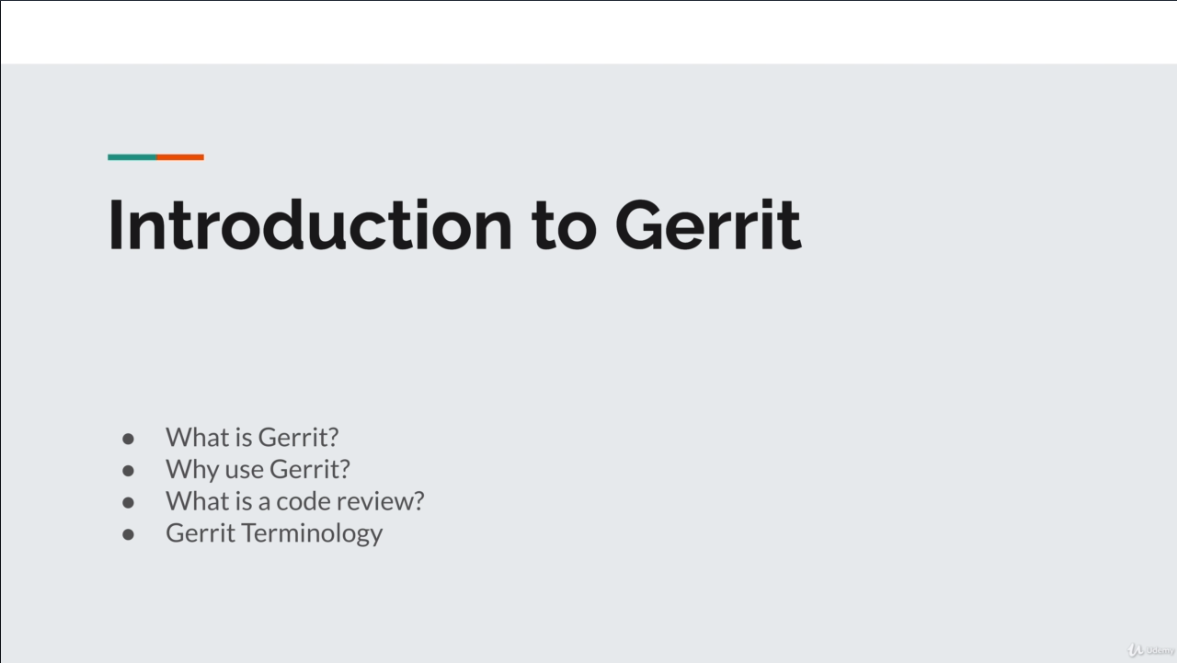 Introduction to Gerrit
● What is Gerrit?
● Why use Gerrit?
● What is a code review?
● Gerrit Terminology
Udemy